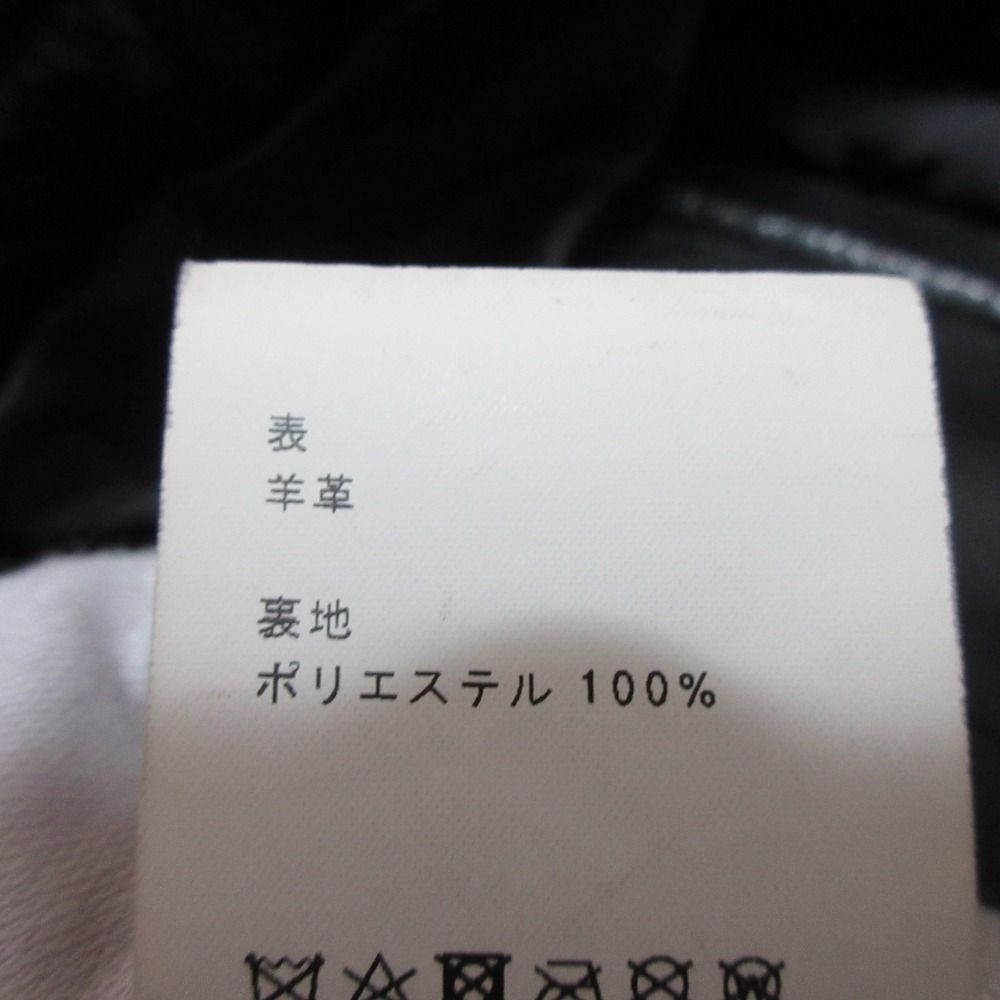 表
羊革
裏地
ポリエステル 100%